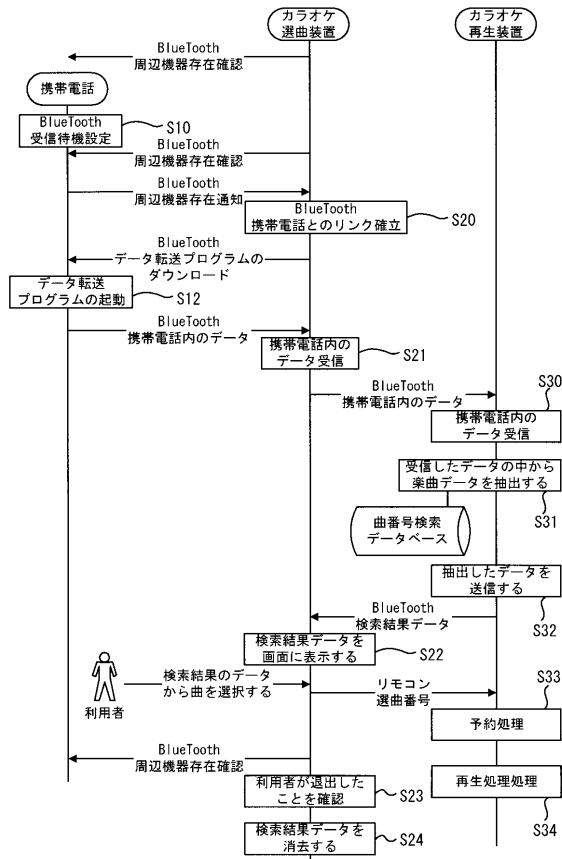 カラオケ
選曲装置
カラオケ
再生装置
BlueTooth
周辺機器存在確認
携帯電話
BlueTooth
受信待機設定
S10
BlueTooth
周辺機器存在確認
BlueTooth
周辺機器存在通知
BlueTooth
携帯電話とのリンク確立
S20
BlueTooth
データ転送プログラムの
ダウンロード
データ転送
プログラムの起動
S12
BlueTooth
携帯電話内のデータ
携帯電話内の
データ受信
S21
BlueTooth
携帯電話内のデータ
S30
携帯電話内の
データ受信
受信したデータの中から
楽曲データを抽出する
S31
曲番号検索
データベース
抽出したデータを
送信する
S32
BlueTooth
検索結果データ
検索結果データを
画面に表示する
S22
利用者
検索結果のデータ
から曲を選択する
リモコン
選曲番号
S33
予約処理
BlueTooth
周辺機器存在確認
再生処理処理
S34
利用者が退出した
ことを確認
S23
検索結果データを
消去する
S24